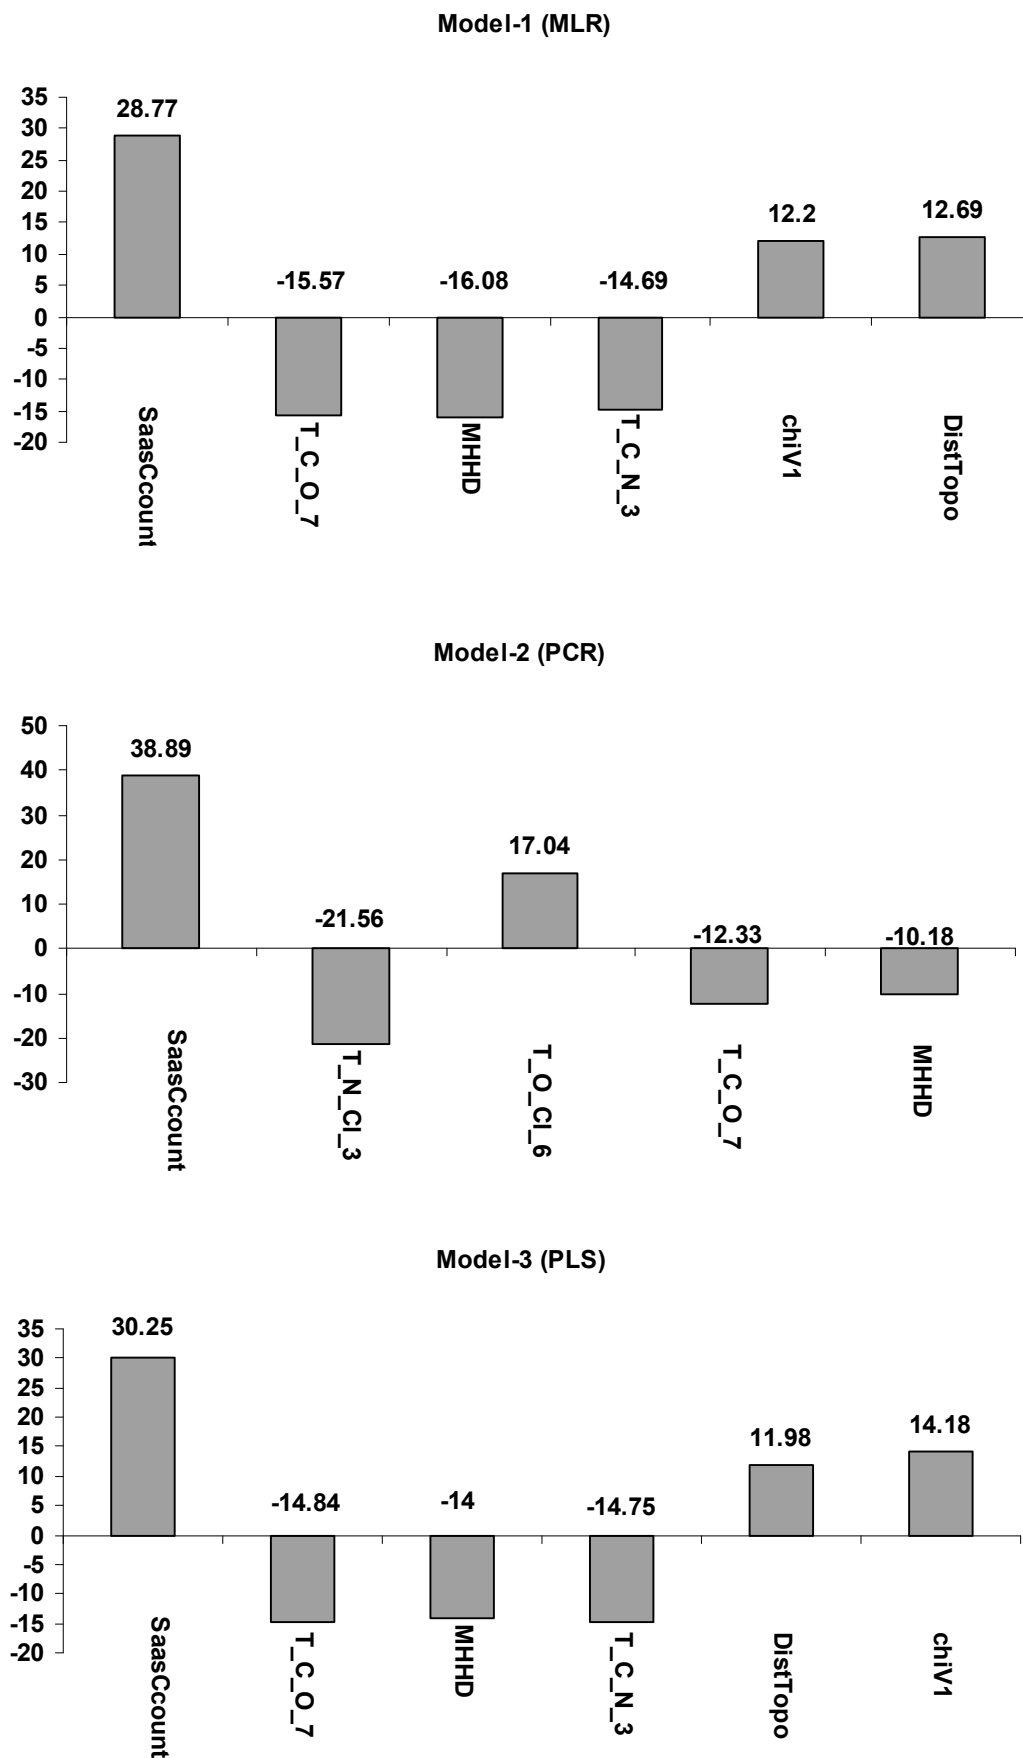 Model-1 (MLR)
35
30
25
20
15
10
5
0
-5
-10
-15
-20
28.77
-15.57
-16.08
-14.69
12.2
12.69
SaasCcount
T_C_O_7
MHHD
T_C_N_3
chiV1
DistTopo
Model-2 (PCR)
50
40
30
20
10
0
-10
-20
-30
38.89
-21.56
17.04
-12.33
-10.18
SaasCcount
T_N_Cl_3
T_O_Cl_6
T_C_O_7
MHHD
Model-3 (PLS)
35
30
25
20
15
10
5
0
-5
-10
-15
-20
30.25
-14.84
-14
-14.75
11.98
14.18
SaasCcount
T_C_O_7
MHHD
T_C_N_3
DistTopo
chiV1